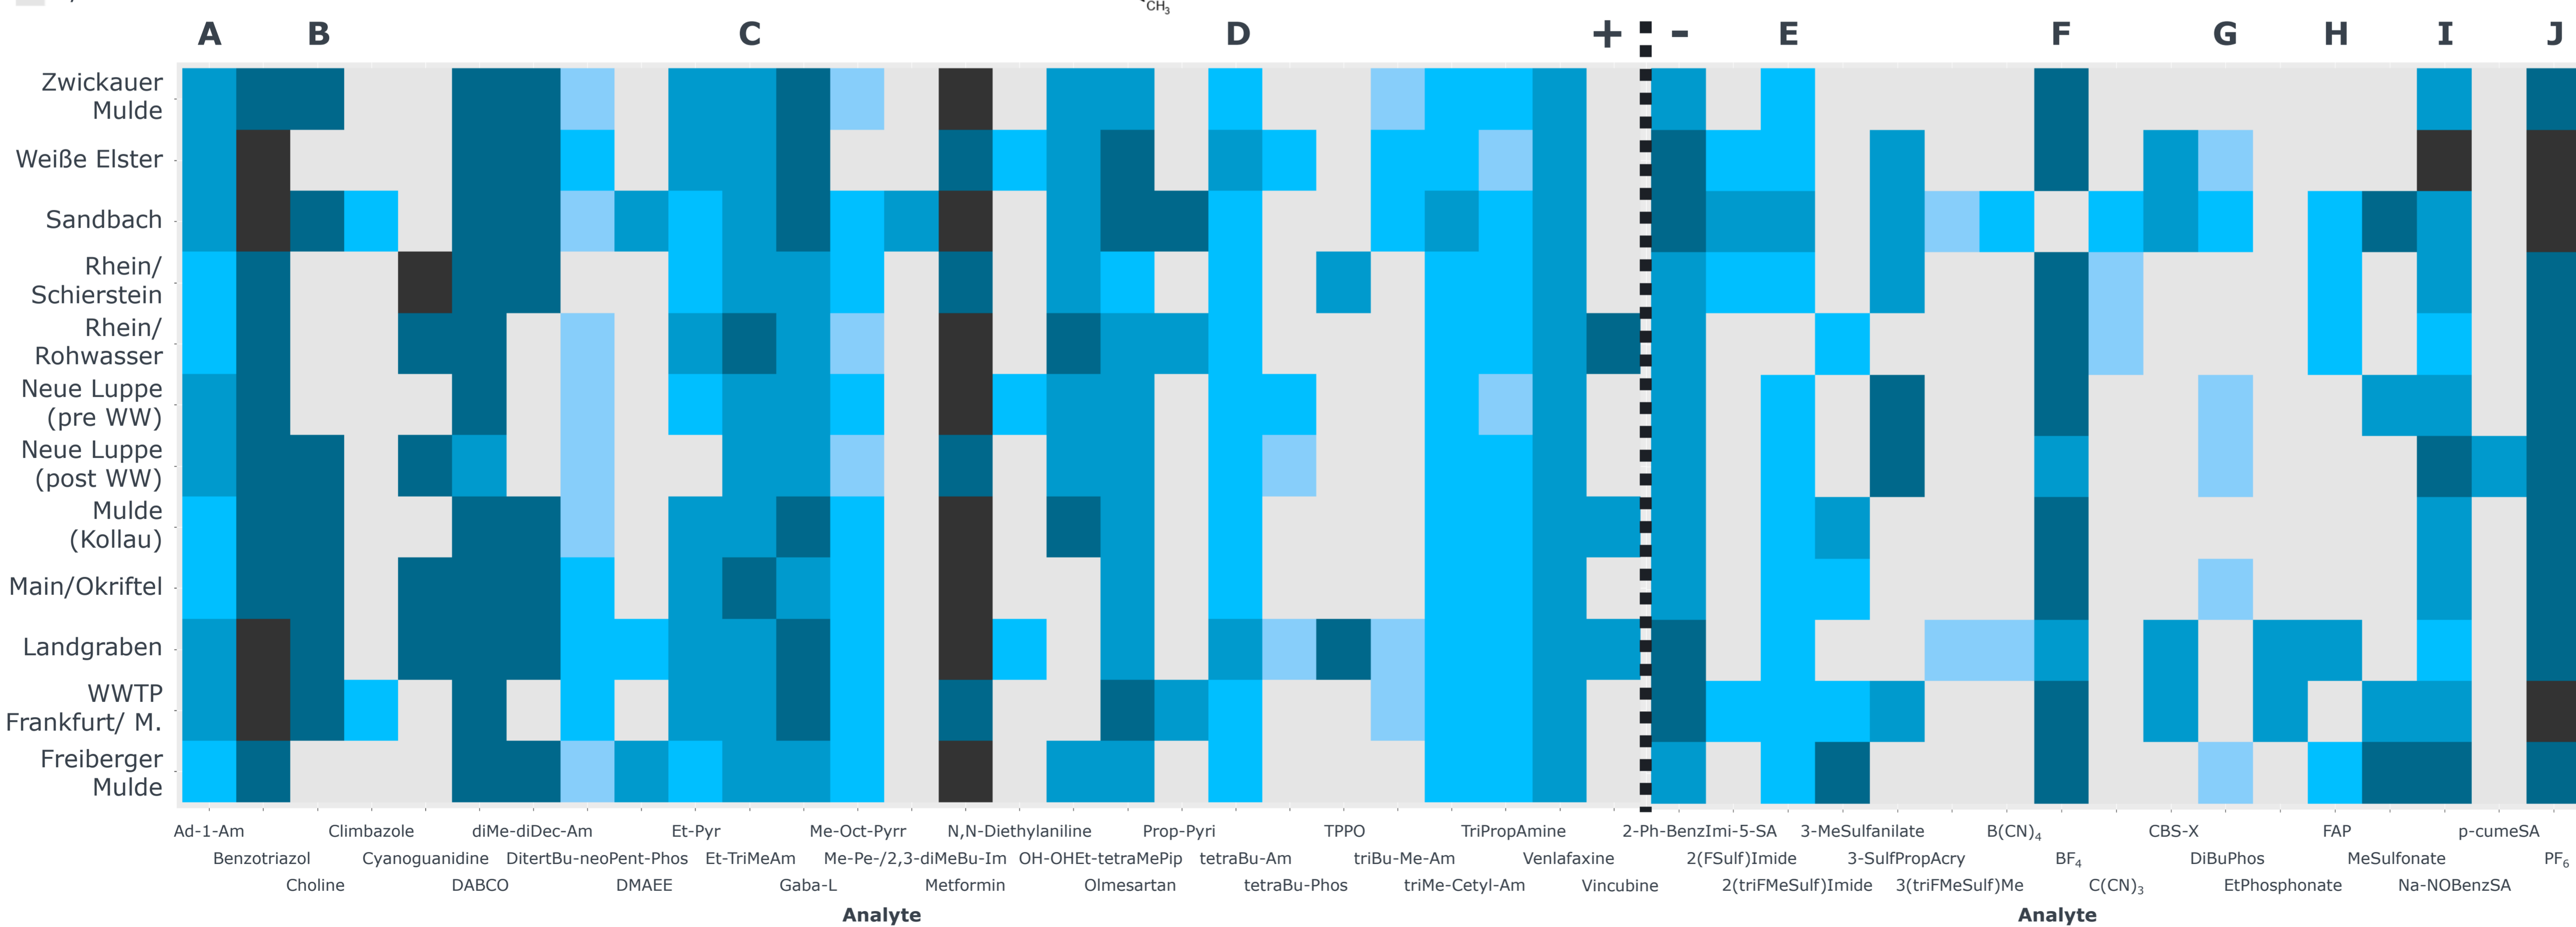 CH₃
A B C D + - E F G H I J
Zwickauer
Mulde
Weiße Elster
Sandbach
Rhein/
Schierstein
Rhein/
Rohwasser
Neue Luppe
(pre WW)
Neue Luppe
(post WW)
Mulde
(Kollau)
Main/Okriftel
Landgraben
WWTP
Frankfurt/ M.
Freiberger
Mulde
Ad-1-Am Climbazole diMe-diDec-Am Et-Pyr Me-Oct-Pyrr N,N-Diethylaniline Prop-Pyri TPPO TriPropAmine 2-Ph-BenzImi-5-SA 3-MeSulfanilate B(CN)₄ CBS-X FAP p-cumeSA
Benzotriazol Cyanoguanidine DitertBu-neoPent-Phos Et-TriMeAm Me-Pe-/2,3-diMeBu-Im OH-OHEt-tetraMePip tetraBu-Am triBu-Me-Am Venlafaxine 2(FSulf)Imide 3-SulfPropAcry BF₄ DiBuPhos MeSulfonate PF₆
Choline DABCO DMAEE Gaba-L Metformin Olmesartan tetraBu-Phos triMe-Cetyl-Am Vincubine 2(triFMeSulf)Imide 3(triFMeSulf)Me C(CN)₃ EtPhosphonate Na-NOBenzSA
Analyte Analyte